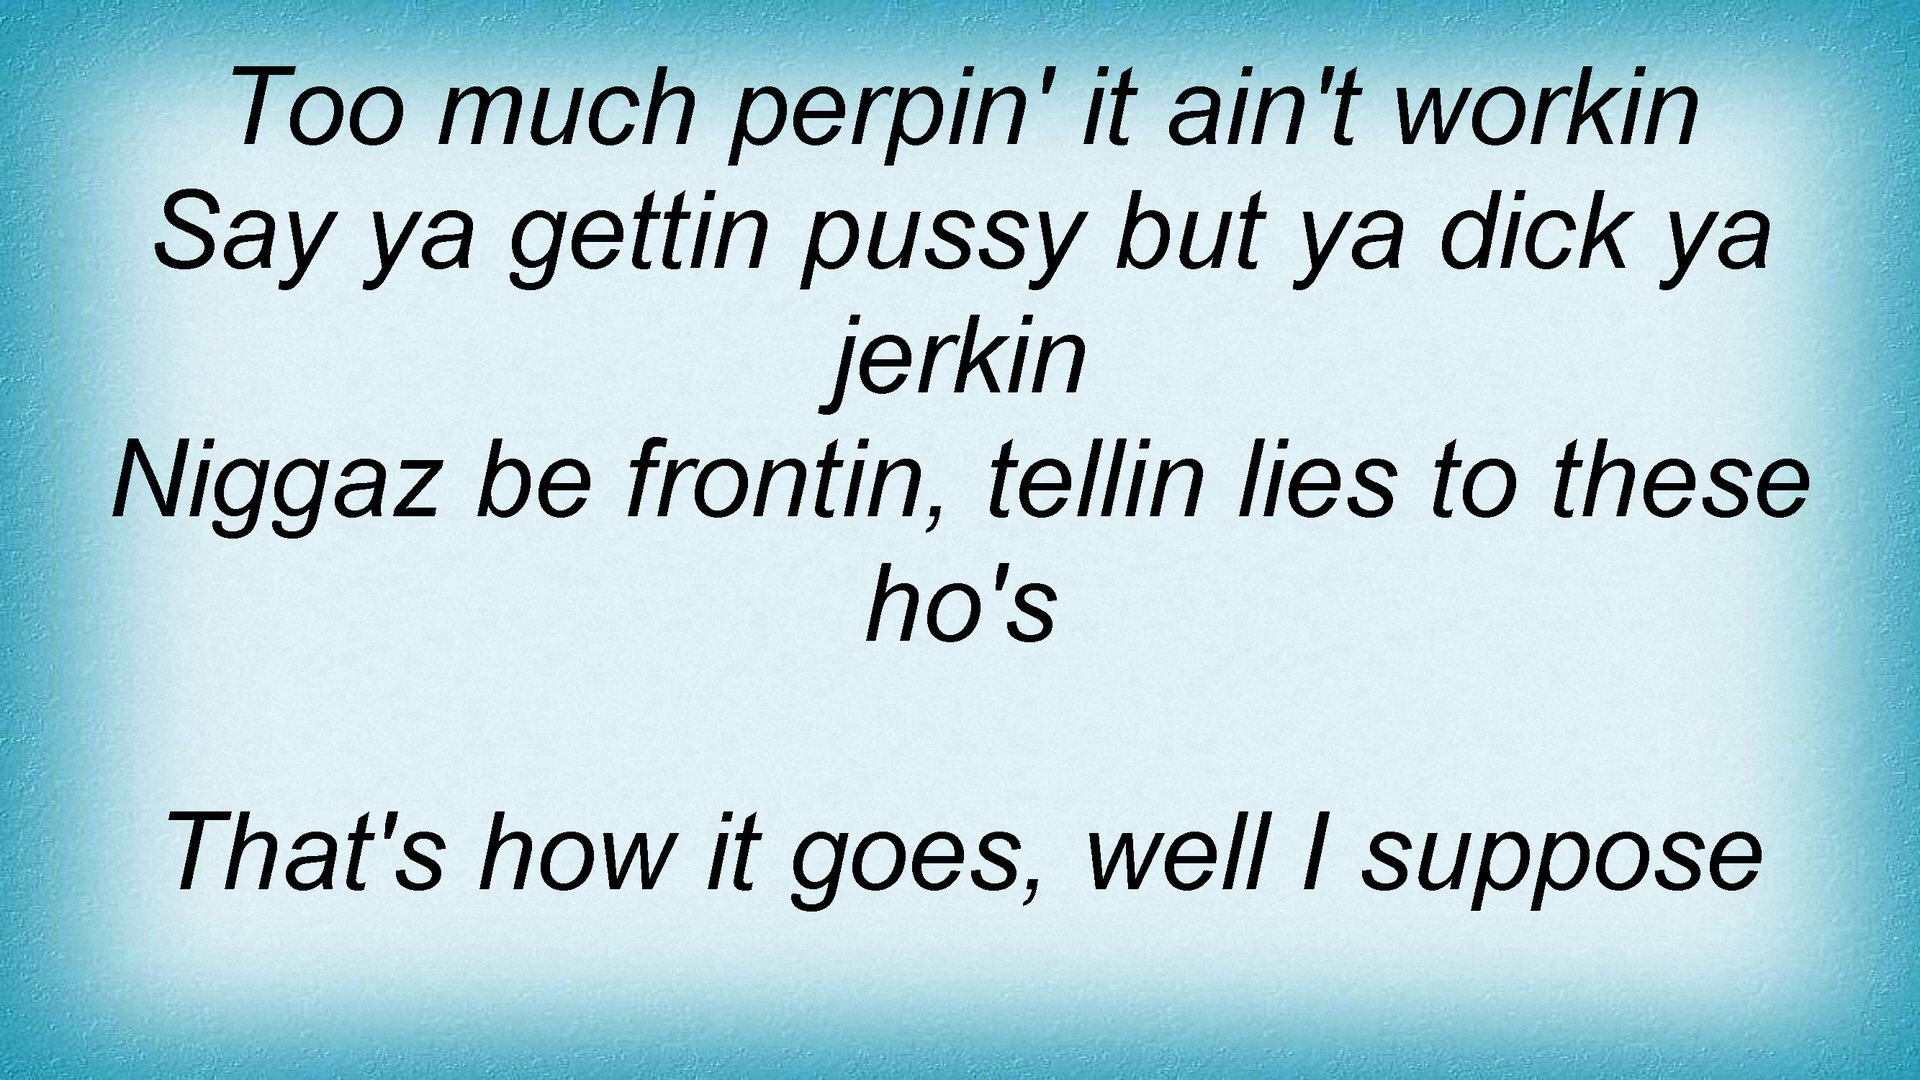 Too much perpin' it ain't workin
Say ya gettin pussy but ya dick ya
jerkin
Niggaz be frontin, tellin lies to these
ho's
That's how it goes, well I suppose